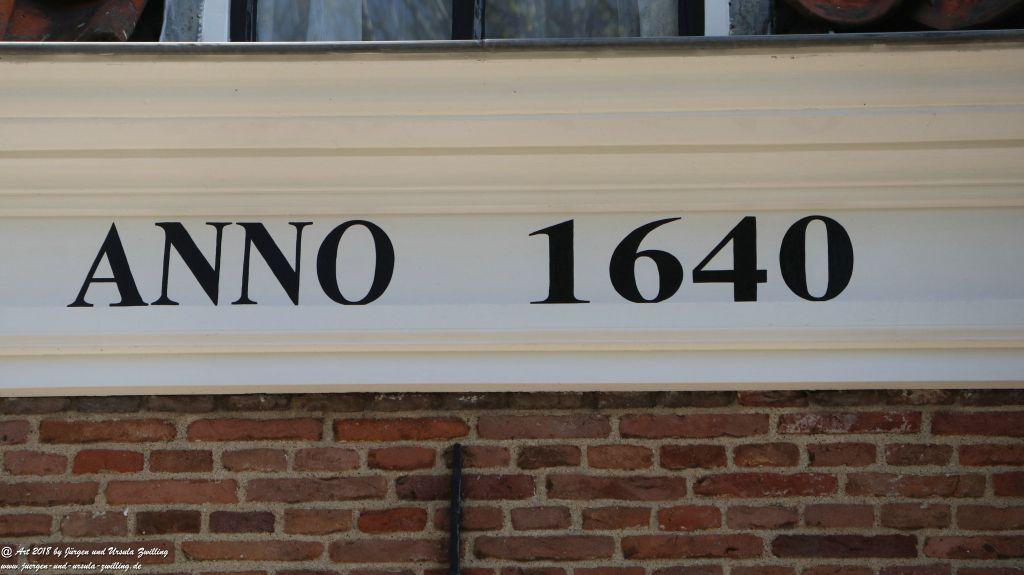 ANNO 1640
@ Art 2018 by Jürgen und Ursula Zwilling
www.juergen-und-ursula-zwilling.de